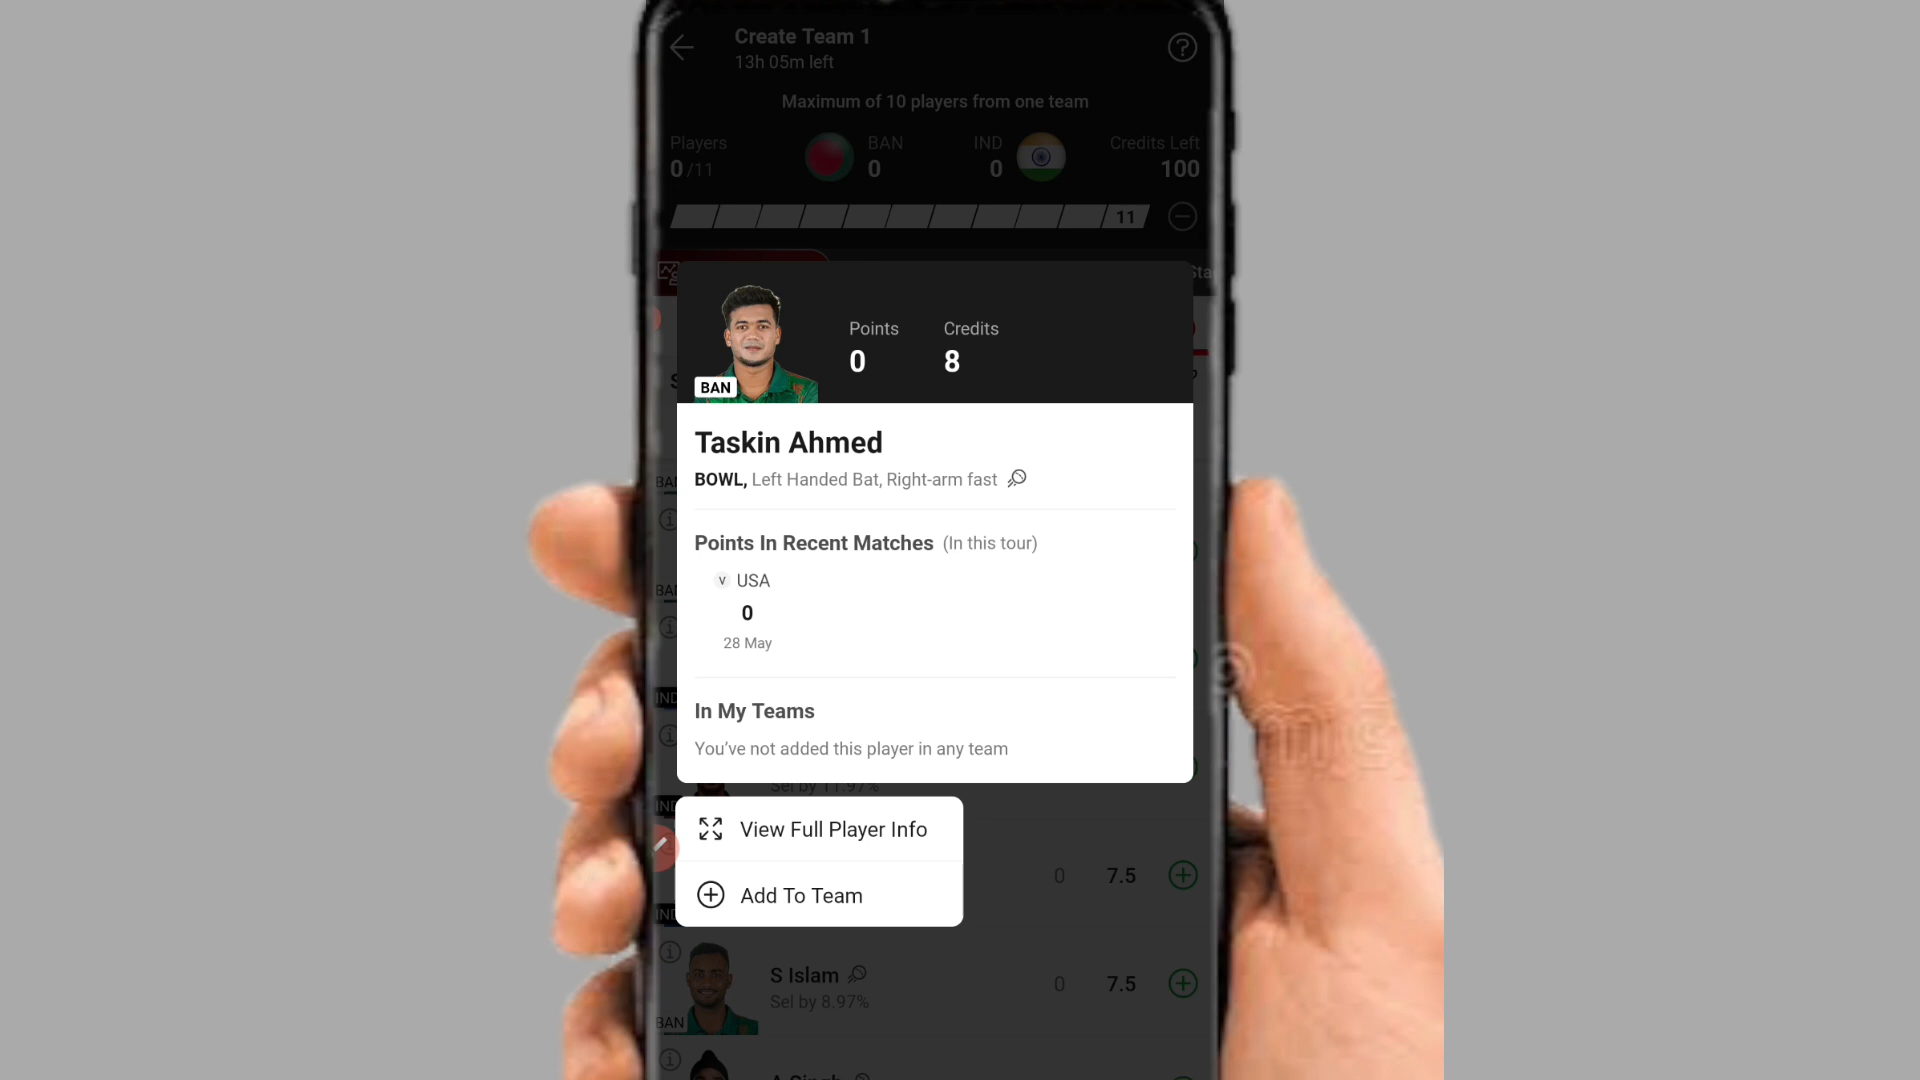 Create Team 1
13h 05m left
Maximum of 10 players from one team
Players
0/11
BAN
0
IND
0
Credits Left
100
11
Sta
Points
0
Credits
8
BAN
Taskin Ahmed
BOWL, Left Handed Bat, Right-arm fast
Points In Recent Matches (In this tour)
v USA
0
28 May
In My Teams
You've not added this player in any team
Sel by 11.97%
View Full Player Info
Add To Team
0 7.5
S Islam
Sel by 8.97%
0 7.5
BAN
A Singh